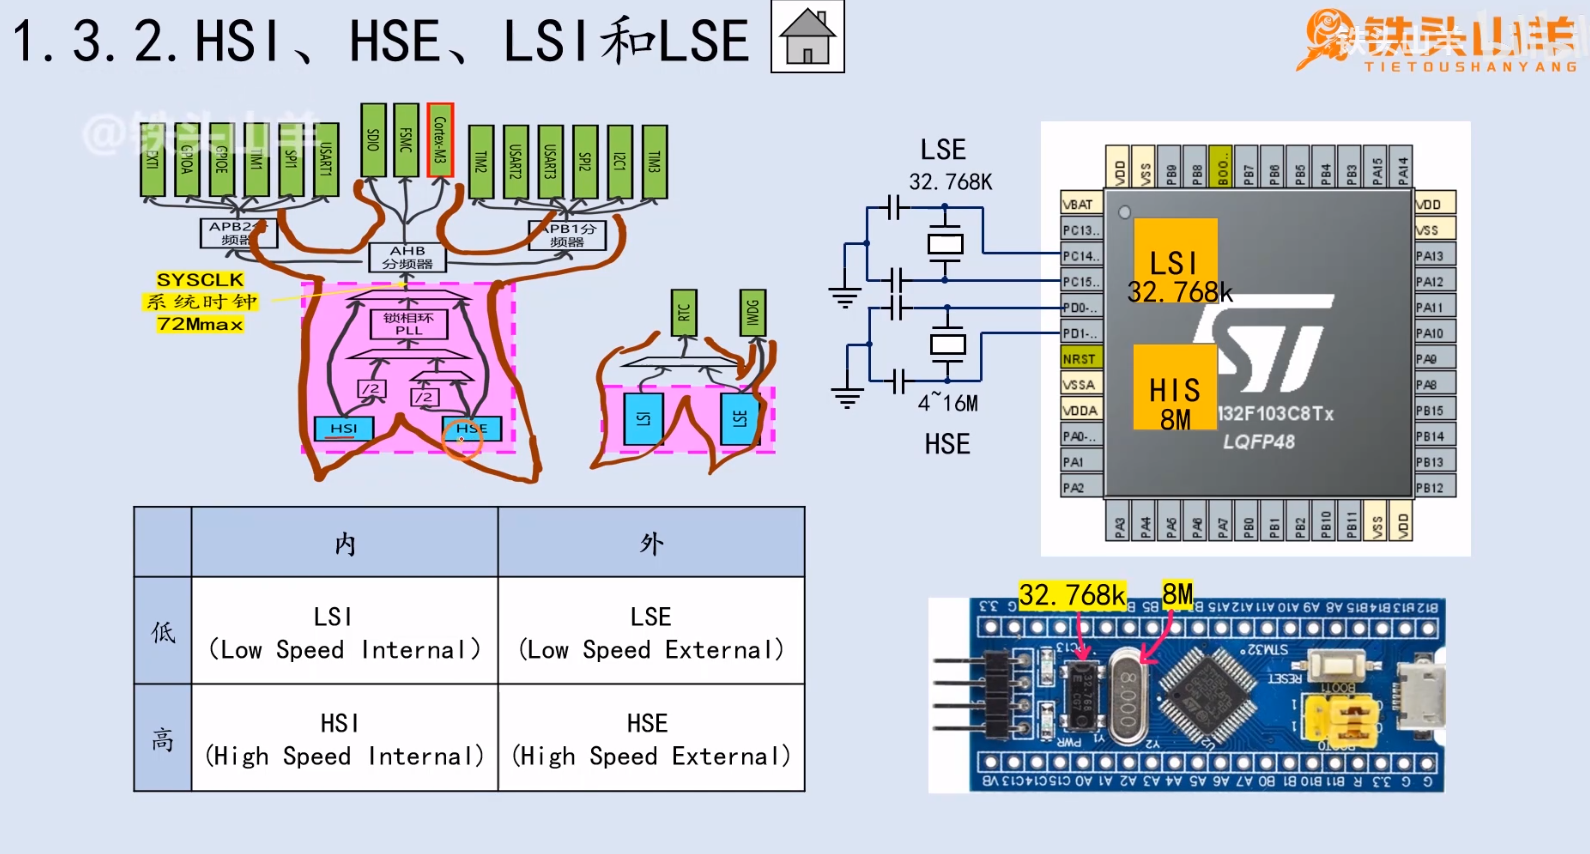 1.3.2.HSI、HSE、LSI和LSE
铁头山羊
TIETOUSHANYANG
@铁头山羊
EXTI
GPIOA
GPIOE
TIM1
SPI1
USART1
SDIO
FSMC
Cortex-M3
TIM2
USART2
USART3
SPI2
I2C1
TIM3
APB2分
频器
AHB
分频器
APB1分
频器
SYSCLK
系统时钟
72Mmax
锁相环
PLL
/2
/2
HSI
HSE
RTC
IWDG
LSI
LSE
LSE
32.768K
4~16M
HSE
VDD
VSS
PB9
PB8
BOO..
PB7
PB6
PB5
PB4
PB3
PA15
PA14
VBAT
PC13..
PC14..
PC15..
PD0-..
PD1-..
NRST
VSSA
VDDA
PA0-..
PA1
PA2
LSI
32.768k
HIS
8M
M32F103C8Tx
LQFP48
VDD
VSS
PA13
PA12
PA11
PA10
PA9
PA8
PB15
PB14
PB13
PB12
PA3
PA4
PA5
PA6
PA7
PB0
PB1
PB2
PB10
PB11
VSS
VDD
内
外
低
LSI
(Low Speed Internal)
LSE
(Low Speed External)
高
HSI
(High Speed Internal)
HSE
(High Speed External)
32.768k
8M
3.3 G B5 A15 A12 A11 A10 A9 A8 B15 B14 B13 B12
PC13
STM32
RESET
BOOT1
8.000
PWR
Y1
Y2
U2
BOOT0
VB C13 C14 C15 A0 A1 A2 A3 A4 A5 A6 A7 B0 B1 B10 B11 R 3.3 G G